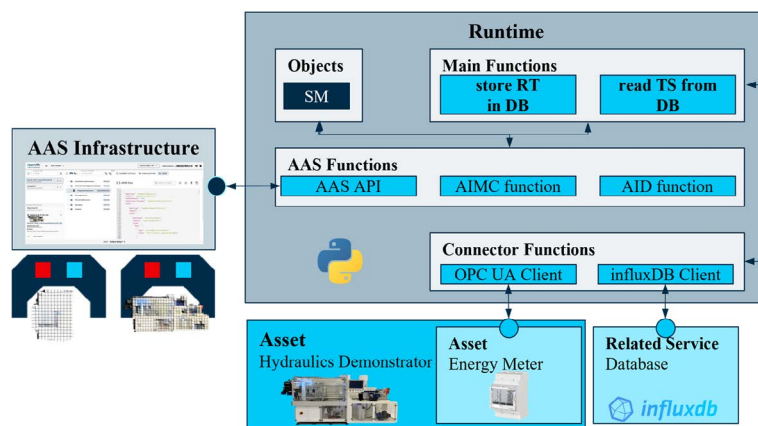 Runtime
Objects
SM
Main Functions
store RT
in DB
read TS from
DB
AAS Infrastructure
AAS Functions
AAS API
AIMC function
AID function
Connector Functions
OPC UA Client
influxDB Client
Asset
Hydraulics Demonstrator
Asset
Energy Meter
Related Service
Database
influxdb